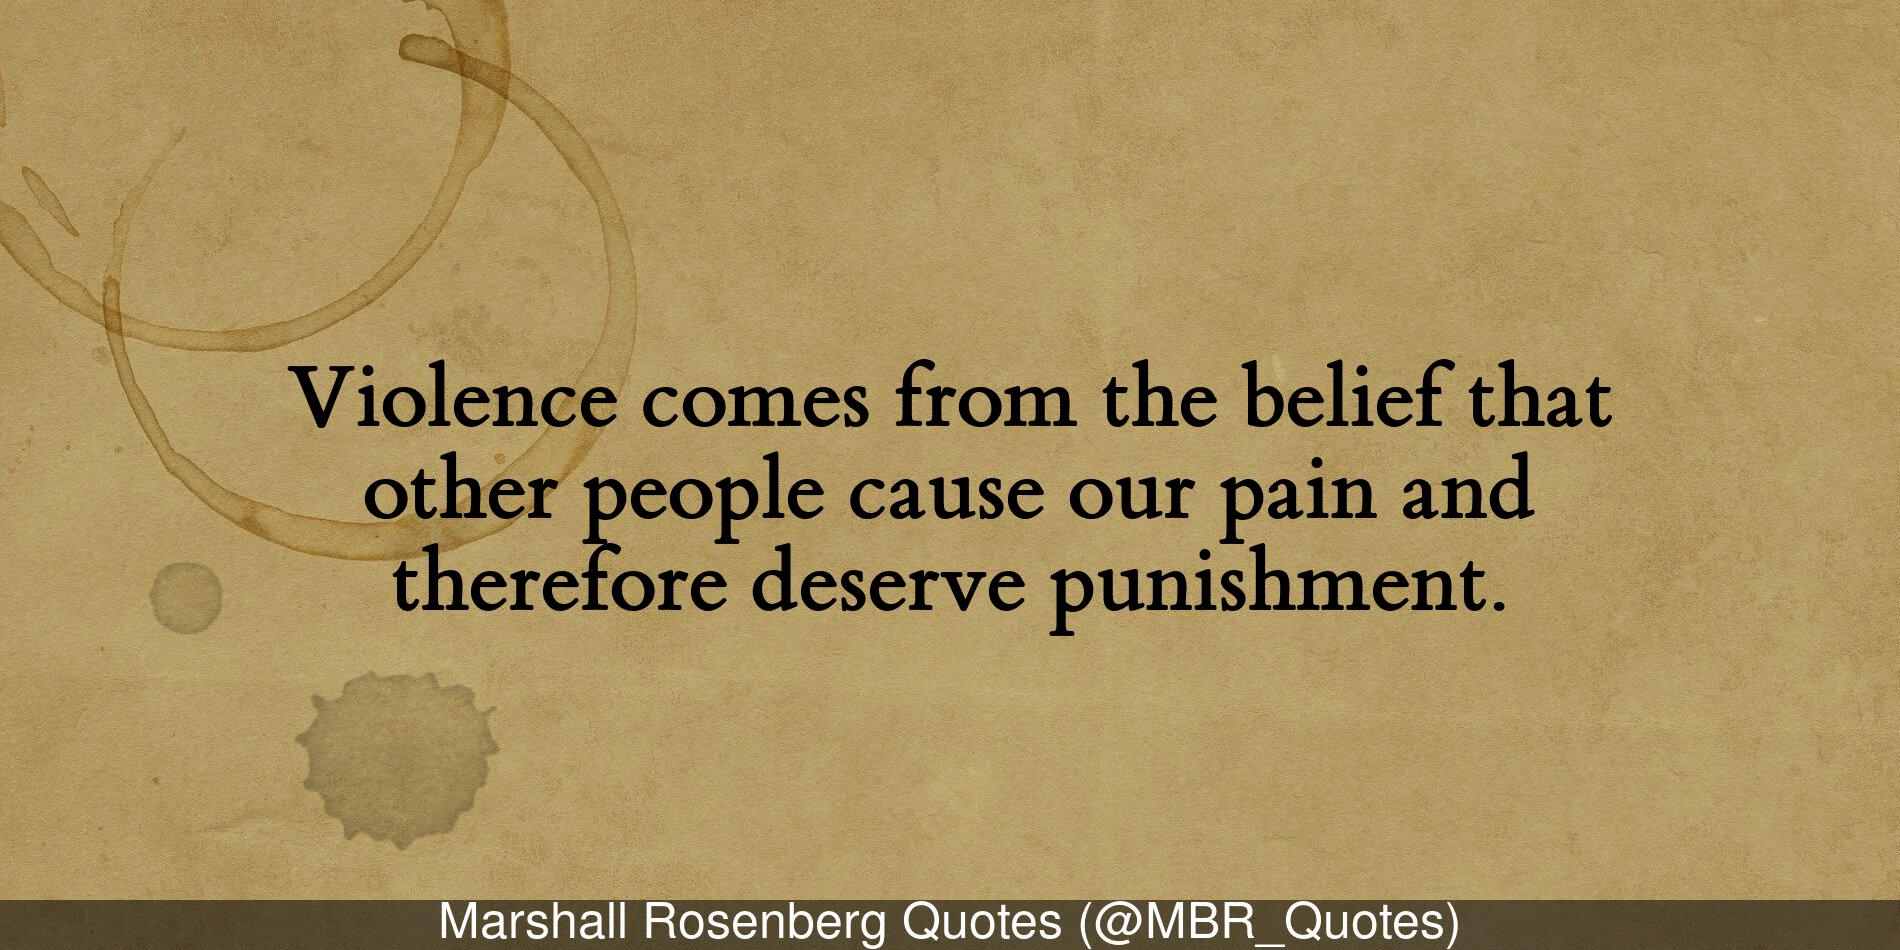 Violence comes from the belief that
other people cause our pain and
therefore deserve punishment.
Marshall Rosenberg Quotes (@MBR_Quotes)